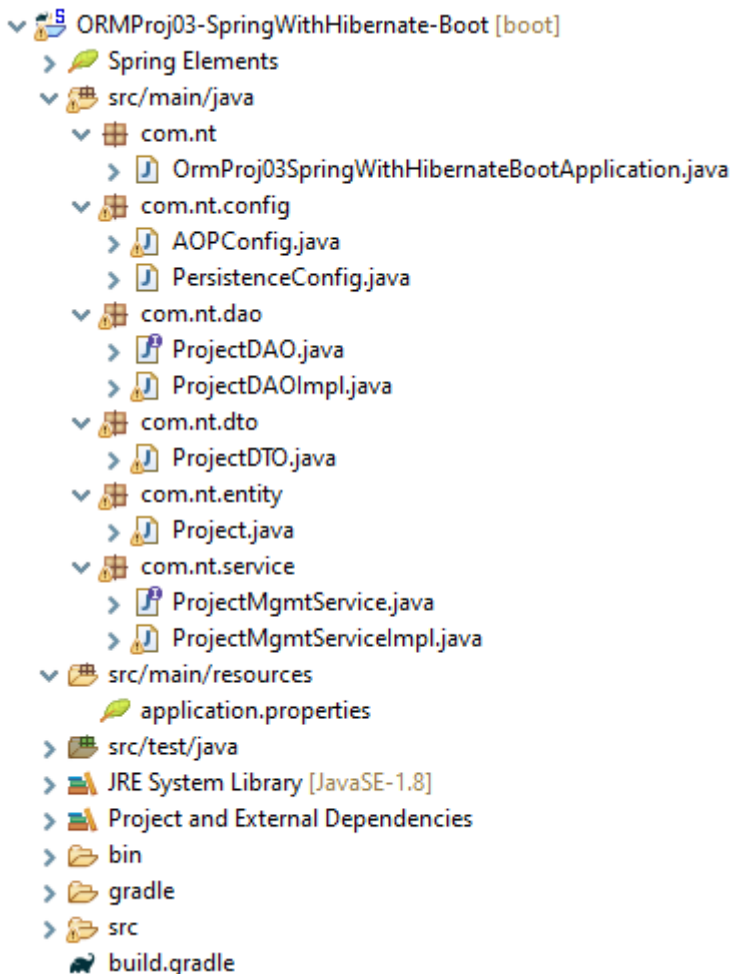 ORMProj03-SpringWithHibernate-Boot [boot]
Spring Elements
src/main/java
com.nt
OrmProj03SpringWithHibernateBootApplication.java
com.nt.config
AOPConfig.java
PersistenceConfig.java
com.nt.dao
ProjectDAO.java
ProjectDAOImpl.java
com.nt.dto
ProjectDTO.java
com.nt.entity
Project.java
com.nt.service
ProjectMgmtService.java
ProjectMgmtServiceImpl.java
src/main/resources
application.properties
src/test/java
JRE System Library [JavaSE-1.8]
Project and External Dependencies
bin
gradle
src
build.gradle